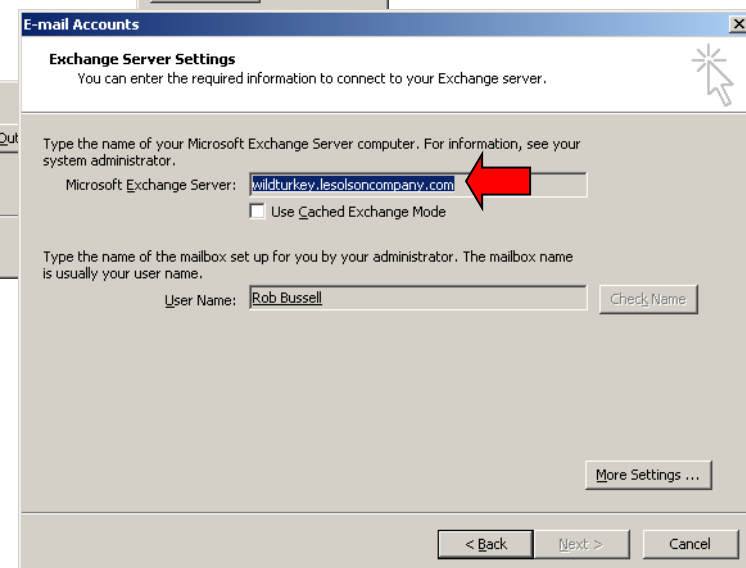 E-mail Accounts
Exchange Server Settings
You can enter the required information to connect to your Exchange server.
Out
Type the name of your Microsoft Exchange Server computer. For information, see your
system administrator.
Microsoft Exchange Server: wildturkey.lesolsoncompany.com
Use Cached Exchange Mode
Type the name of the mailbox set up for you by your administrator. The mailbox name
is usually your user name.
User Name: Rob Bussell Check Name
More Settings ...
< Back Next > Cancel